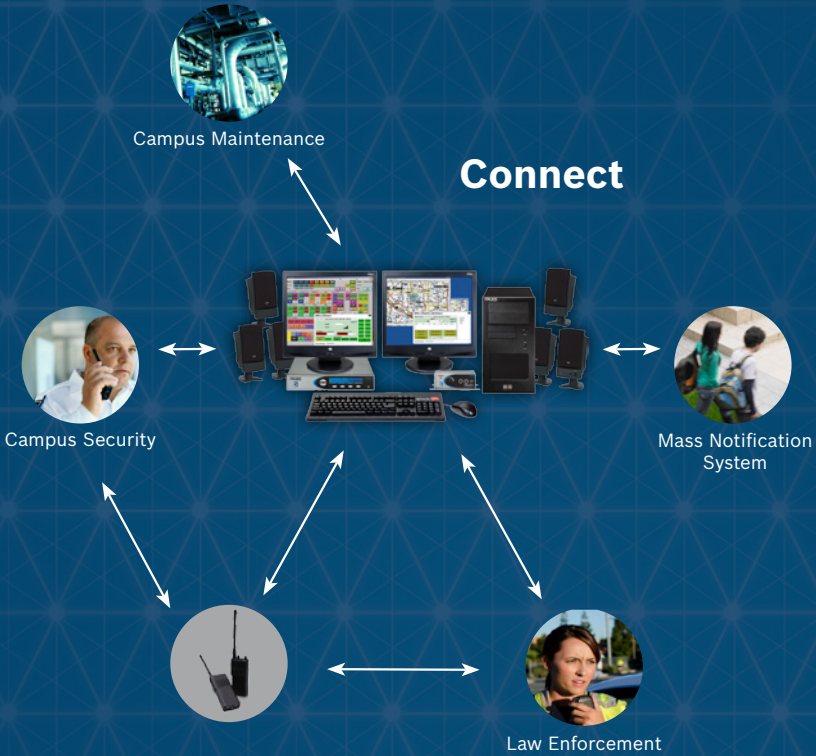 Campus Maintenance
Connect
Campus Security
Mass Notification
System
Law Enforcement